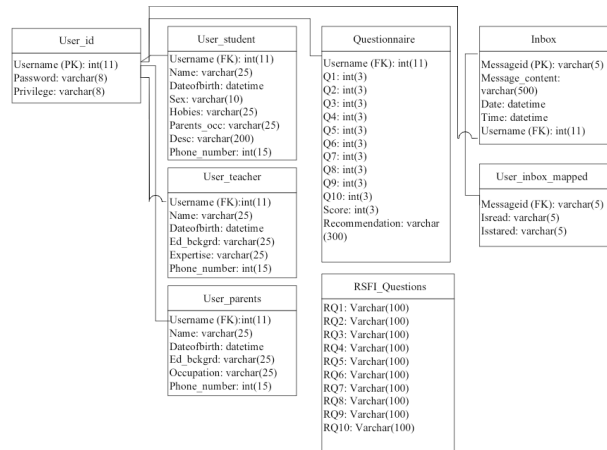 User_id
Username (PK): int(11)
Password: varchar(8)
Privilege: varchar(8)
User_student
Username (FK): int(11)
Name: varchar(25)
Dateofbirth: datetime
Sex: varchar(10)
Hobies: varchar(25)
Parents_occ: varchar(25)
Desc: varchar(200)
Phone_number: int(15)
User_teacher
Username (FK):int(11)
Name: varchar(25)
Dateofbirth: datetime
Ed_bckgrd: varchar(25)
Expertise: varchar(25)
Phone_number: int(15)
User_parents
Username (FK):int(11)
Name: varchar(25)
Dateofbirth: datetime
Ed_bckgrd: varchar(25)
Occupation: varchar(25)
Phone_number: int(15)
Questionnaire
Username (FK): int(11)
Q1: int(3)
Q2: int(3)
Q3: int(3)
Q4: int(3)
Q5: int(3)
Q6: int(3)
Q7: int(3)
Q8: int(3)
Q9: int(3)
Q10: int(3)
Score: int(3)
Recommendation: varchar
(300)
RSFI_Questions
RQ1: Varchar(100)
RQ2: Varchar(100)
RQ3: Varchar(100)
RQ4: Varchar(100)
RQ5: Varchar(100)
RQ6: Varchar(100)
RQ7: Varchar(100)
RQ8: Varchar(100)
RQ9: Varchar(100)
RQ10: Varchar(100)
Inbox
Messageid (PK): varchar(5)
Message_content:
varchar(500)
Date: datetime
Time: datetime
Username (FK): int(11)
User_inbox_mapped
Messageid (FK): varchar(5)
Isread: varchar(5)
Isstared: varchar(5)